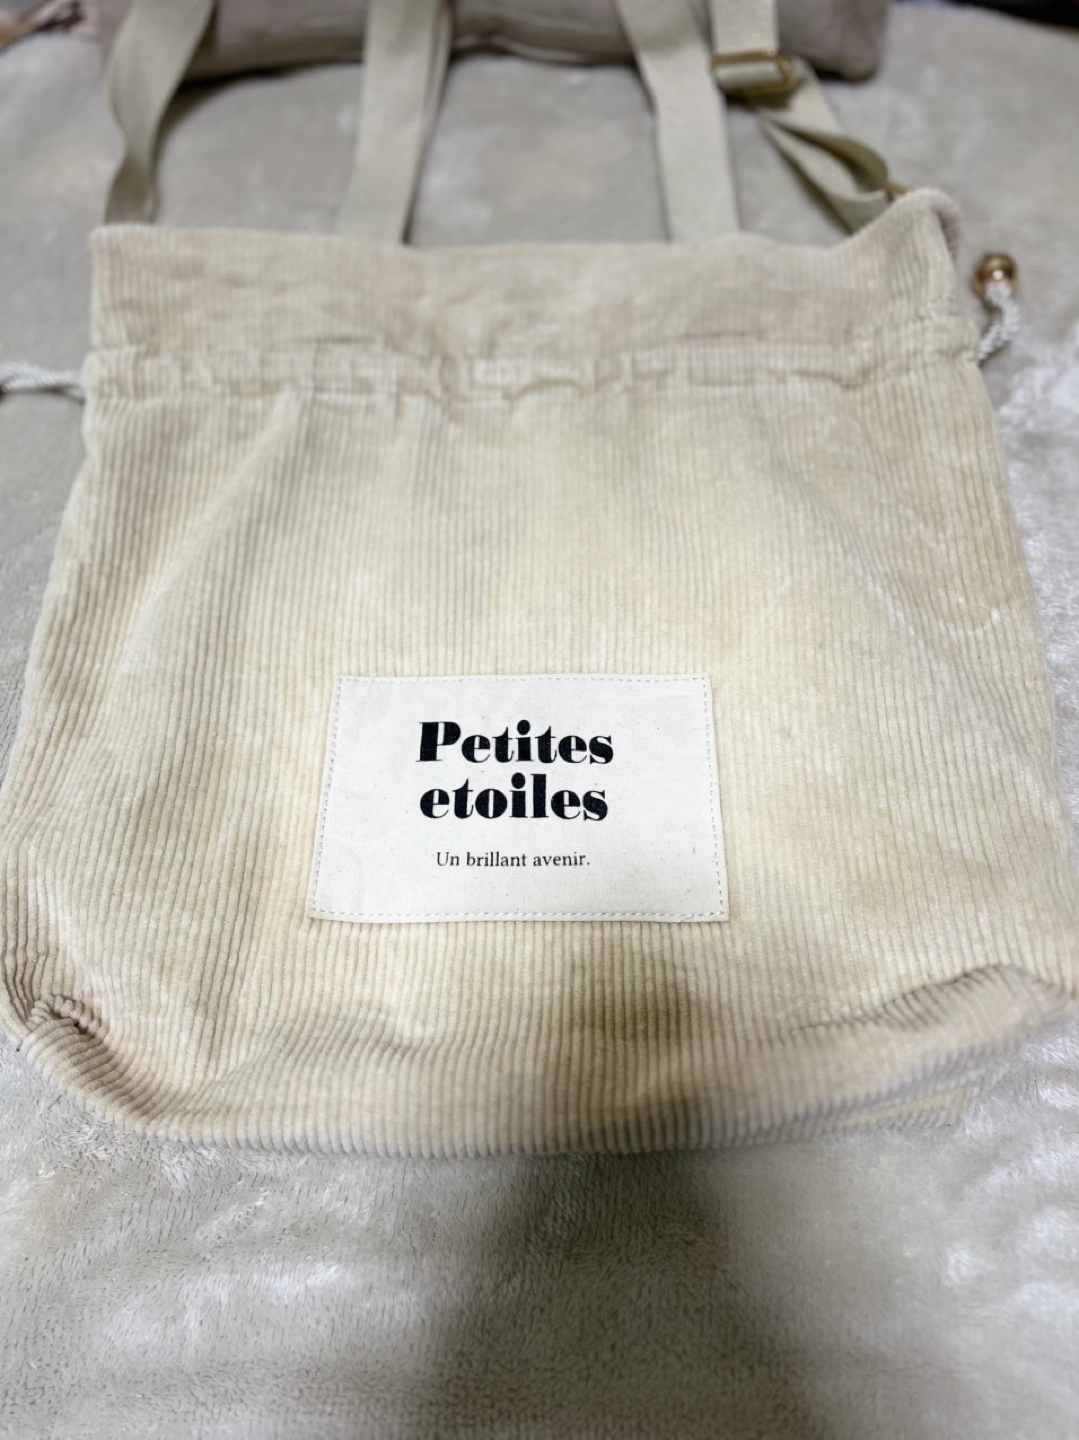 Petites
etoiles
Un brillant avenir.